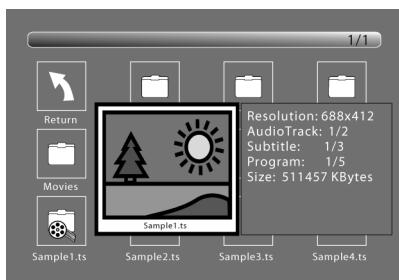 1/1
Return
Resolution: 688x412
AudioTrack: 1/2
Subtitle: 1/3
Program: 1/5
Size: 511457 KBytes
Movies
Sample1.ts
Sample1.ts Sample2.ts Sample3.ts Sample4.ts